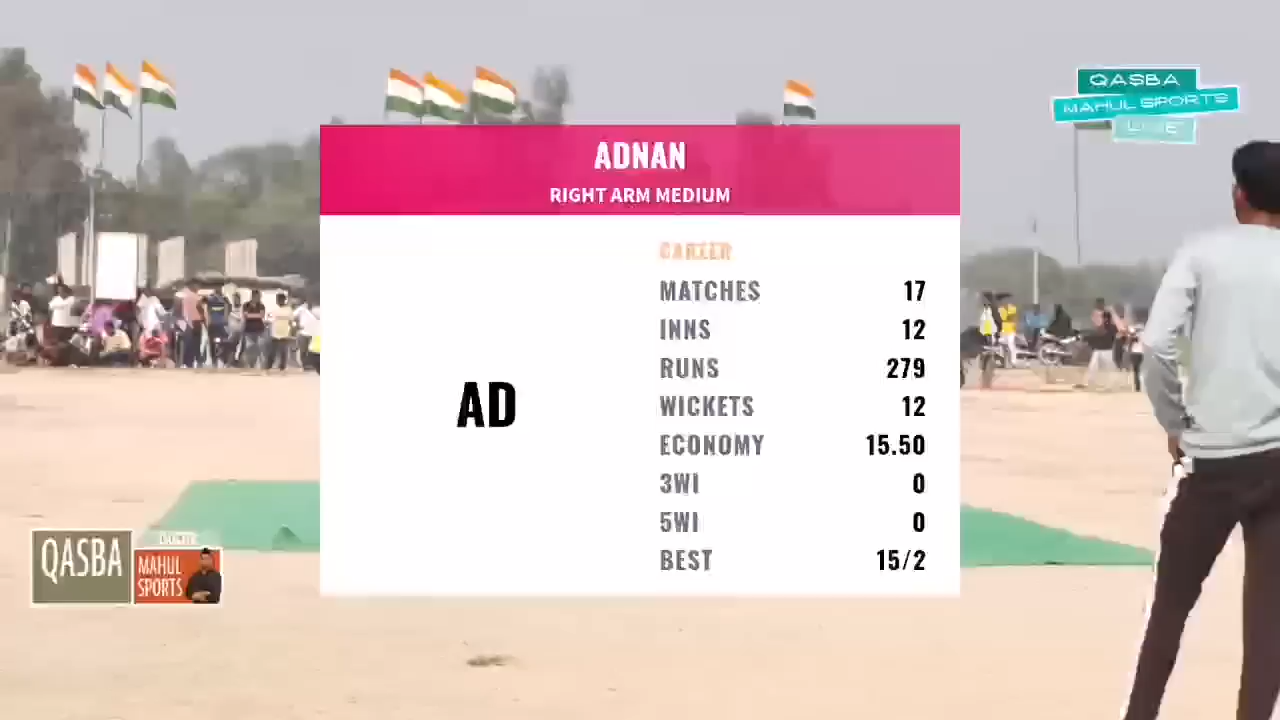 QASBA
MAHUL SPORTS
LIVE
ADNAN
RIGHT ARM MEDIUM
CAREER
MATCHES 17
INNS 12
RUNS 279
WICKETS 12
ECONOMY 15.50
3WI 0
5WI 0
BEST 15/2
AD
QASBA
MAHUL
SPORTS